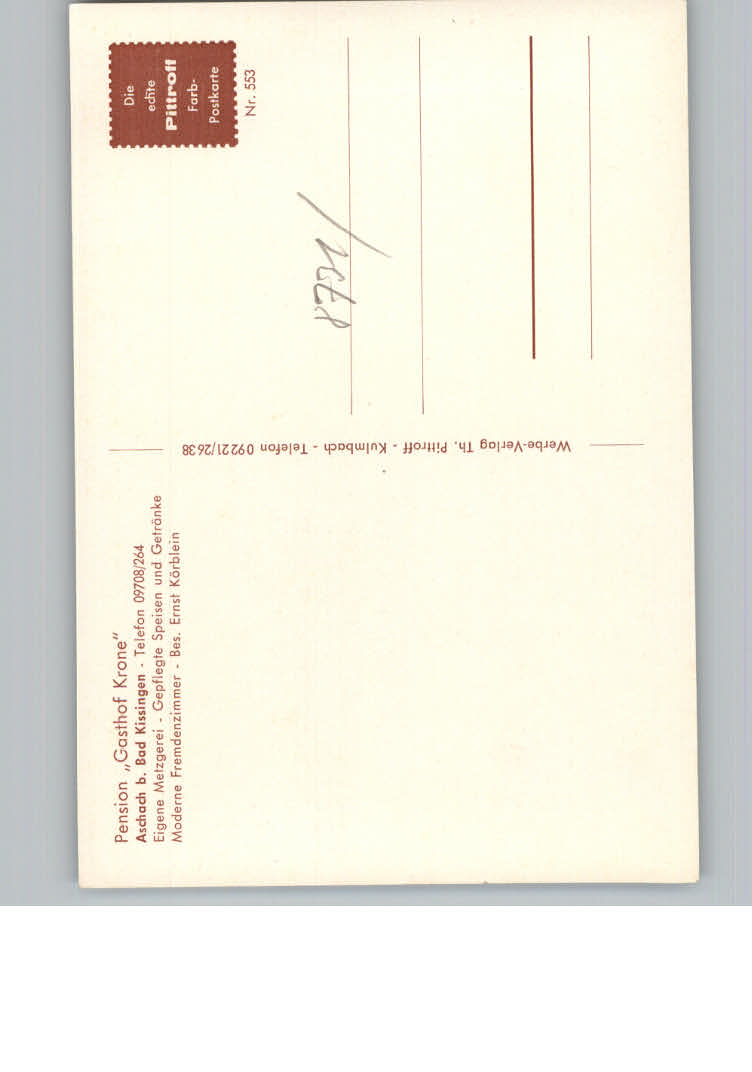 Pension „Gasthof Krone"
Aschach b. Bad Kissingen - Telefon 09708/264
Eigene Metzgerei - Gepflegte Speisen und Getränke
Moderne Fremdenzimmer - Bes. Ernst Körblein
Werbe-Verlag Th. Pittroff - Kulmbach - Telefon 09221/2638
Die
echte
Pittroff
Farb-
Postkarte
Nr. 553